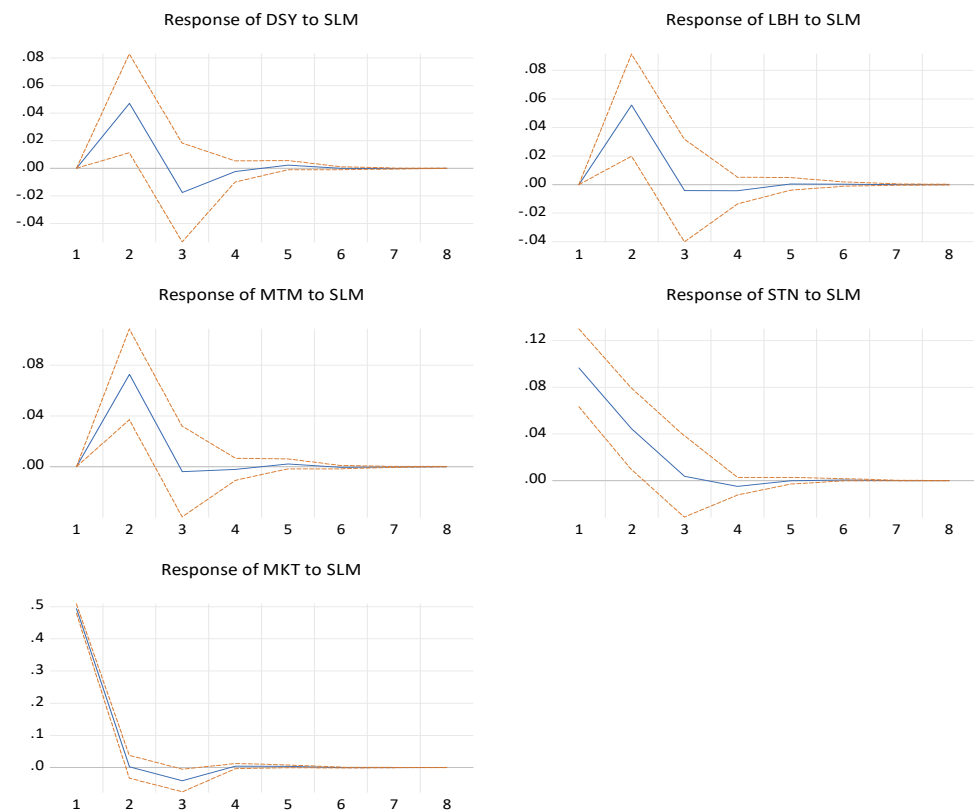 Response of DSY to SLM
.08
.06
.04
.02
.00
-.02
-.04
1 2 3 4 5 6 7 8
Response of LBH to SLM
.08
.06
.04
.02
.00
-.02
-.04
1 2 3 4 5 6 7 8
Response of MTM to SLM
.08
.04
.00
1 2 3 4 5 6 7 8
Response of STN to SLM
.12
.08
.04
.00
1 2 3 4 5 6 7 8
Response of MKT to SLM
.5
.4
.3
.2
.1
.0
1 2 3 4 5 6 7 8